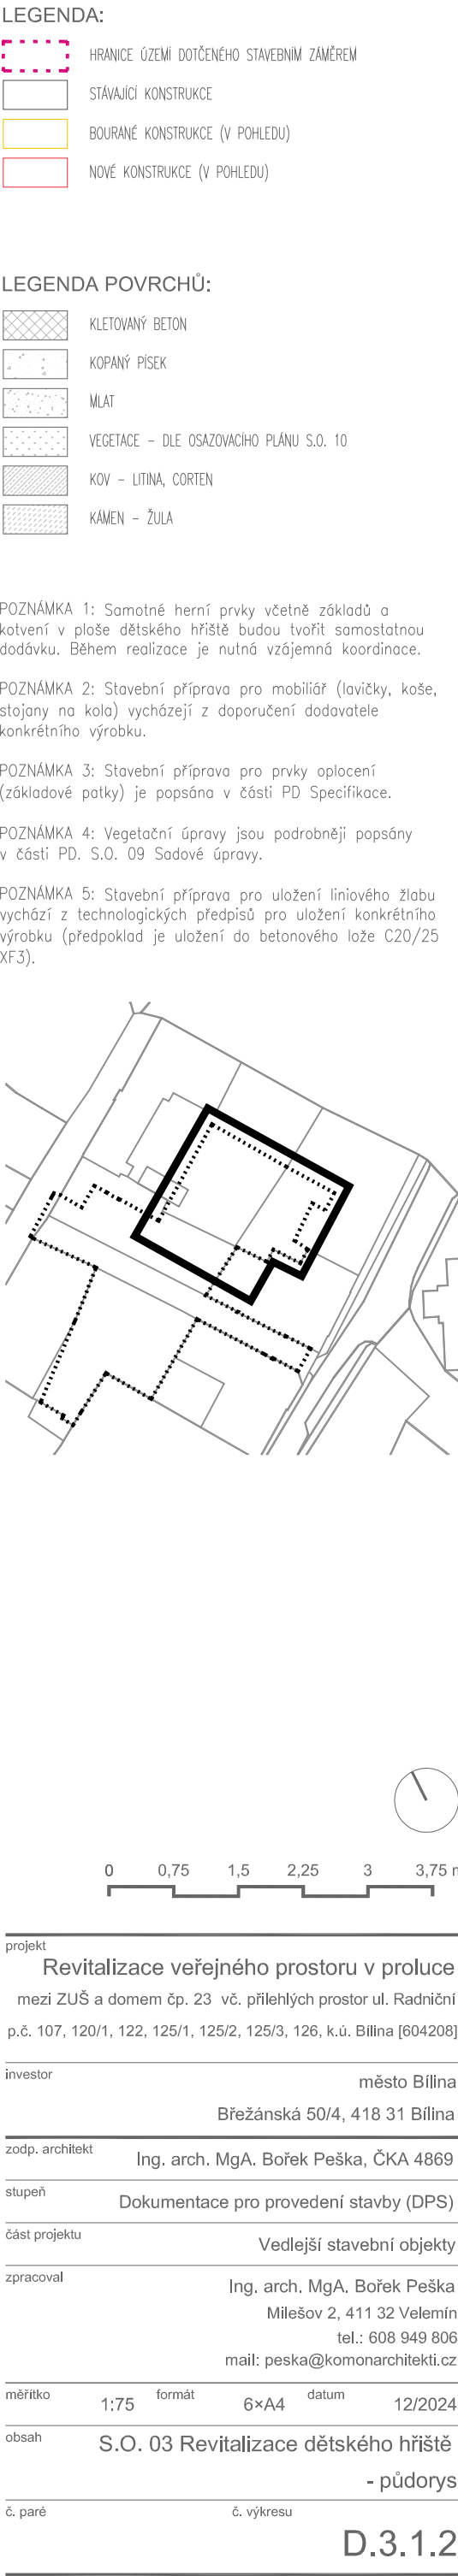 LEGENDA:
HRANICE ÚZEMÍ DOTČENÉHO STAVEBNÍM ZÁMĚREM
STÁVAJÍCÍ KONSTRUKCE
BOURANÉ KONSTRUKCE (V POHLEDU)
NOVÉ KONSTRUKCE (V POHLEDU)
LEGENDA POVRCHŮ:
KLETOVANÝ BETON
KOPANÝ PÍSEK
MLAT
VEGETACE – DLE OSAZOVACÍHO PLÁNU S.O. 10
KOV – LITINA, CORTEN
KÁMEN – ŽULA
POZNÁMKA 1: Samotné herní prvky včetně základů a
kotvení v ploše dětského hřiště budou tvořit samostatnou
dodávku. Během realizace je nutná vzájemná koordinace.
POZNÁMKA 2: Stavební příprava pro mobiliář (lavičky, koše,
stojany na kola) vycházejí z doporučení dodavatele
konkrétního výrobku.
POZNÁMKA 3: Stavební příprava pro prvky oplocení
(základové patky) je popsána v části PD Specifikace.
POZNÁMKA 4: Vegetační úpravy jsou podrobněji popsány
v části PD. S.O. 09 Sadové úpravy.
POZNÁMKA 5: Stavební příprava pro uložení liniového žlabu
vychází z technologických předpisů pro uložení konkrétního
výrobku (předpoklad je uložení do betonového lože C20/25
XF3).
0 0,75 1,5 2,25 3 3,75 m
projekt
Revitalizace veřejného prostoru v proluce
mezi ZUŠ a domem čp. 23 vč. přilehlých prostor ul. Radniční
p.č. 107, 120/1, 122, 125/1, 125/2, 125/3, 126, k.ú. Bílina [604208]
investor
město Bílina
Břežánská 50/4, 418 31 Bílina
zodp. architekt Ing. arch. MgA. Bořek Peška, ČKA 4869
stupeň Dokumentace pro provedení stavby (DPS)
část projektu Vedlejší stavební objekty
zpracoval Ing. arch. MgA. Bořek Peška
Milešov 2, 411 32 Velemín
tel.: 608 949 806
mail: peska@komonarchitekti.cz
měřítko 1:75 formát 6×A4 datum 12/2024
obsah S.O. 03 Revitalizace dětského hřiště
- půdorys
č. paré č. výkresu
D.3.1.2